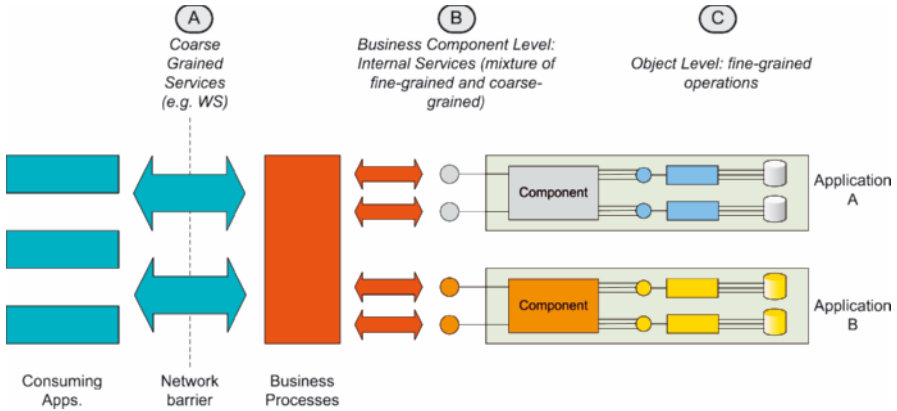 A
B
C
Coarse
Grained
Services
(e.g. WS)
Business Component Level:
Internal Services (mixture of
fine-grained and coarse-
grained)
Object Level: fine-grained
operations
Component
Application
A
Component
Application
B
Consuming
Apps.
Network
barrier
Business
Processes